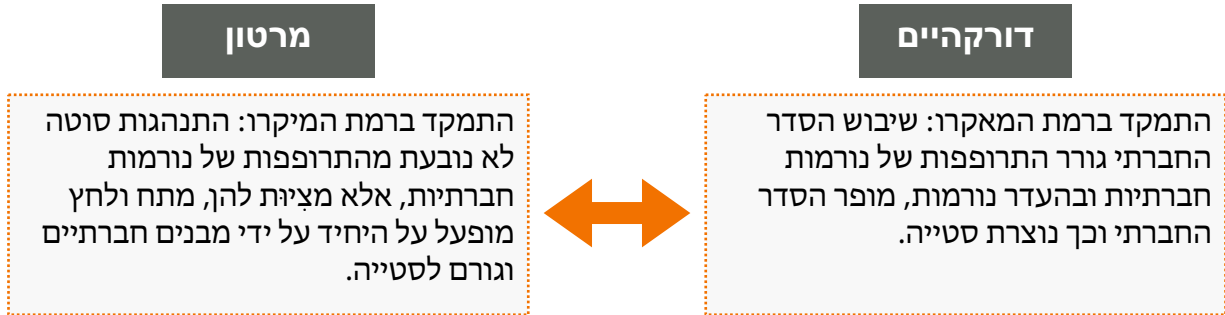 דורקהיים
התמקד ברמת המאקרו: שיבוש הסדר
החברתי גורר התרופפות של נורמות
חברתיות ובהעדר נורמות, מופר הסדר
החברתי וכך נוצרת סטייה.
מרטון
התמקד ברמת המיקרו: התנהגות סוטה
לא נובעת מהתרופפות של נורמות
חברתיות, אלא מצִיוּת להן, מתח ולחץ
מופעל על היחיד על ידי מבנים חברתיים
וגורם לסטייה.